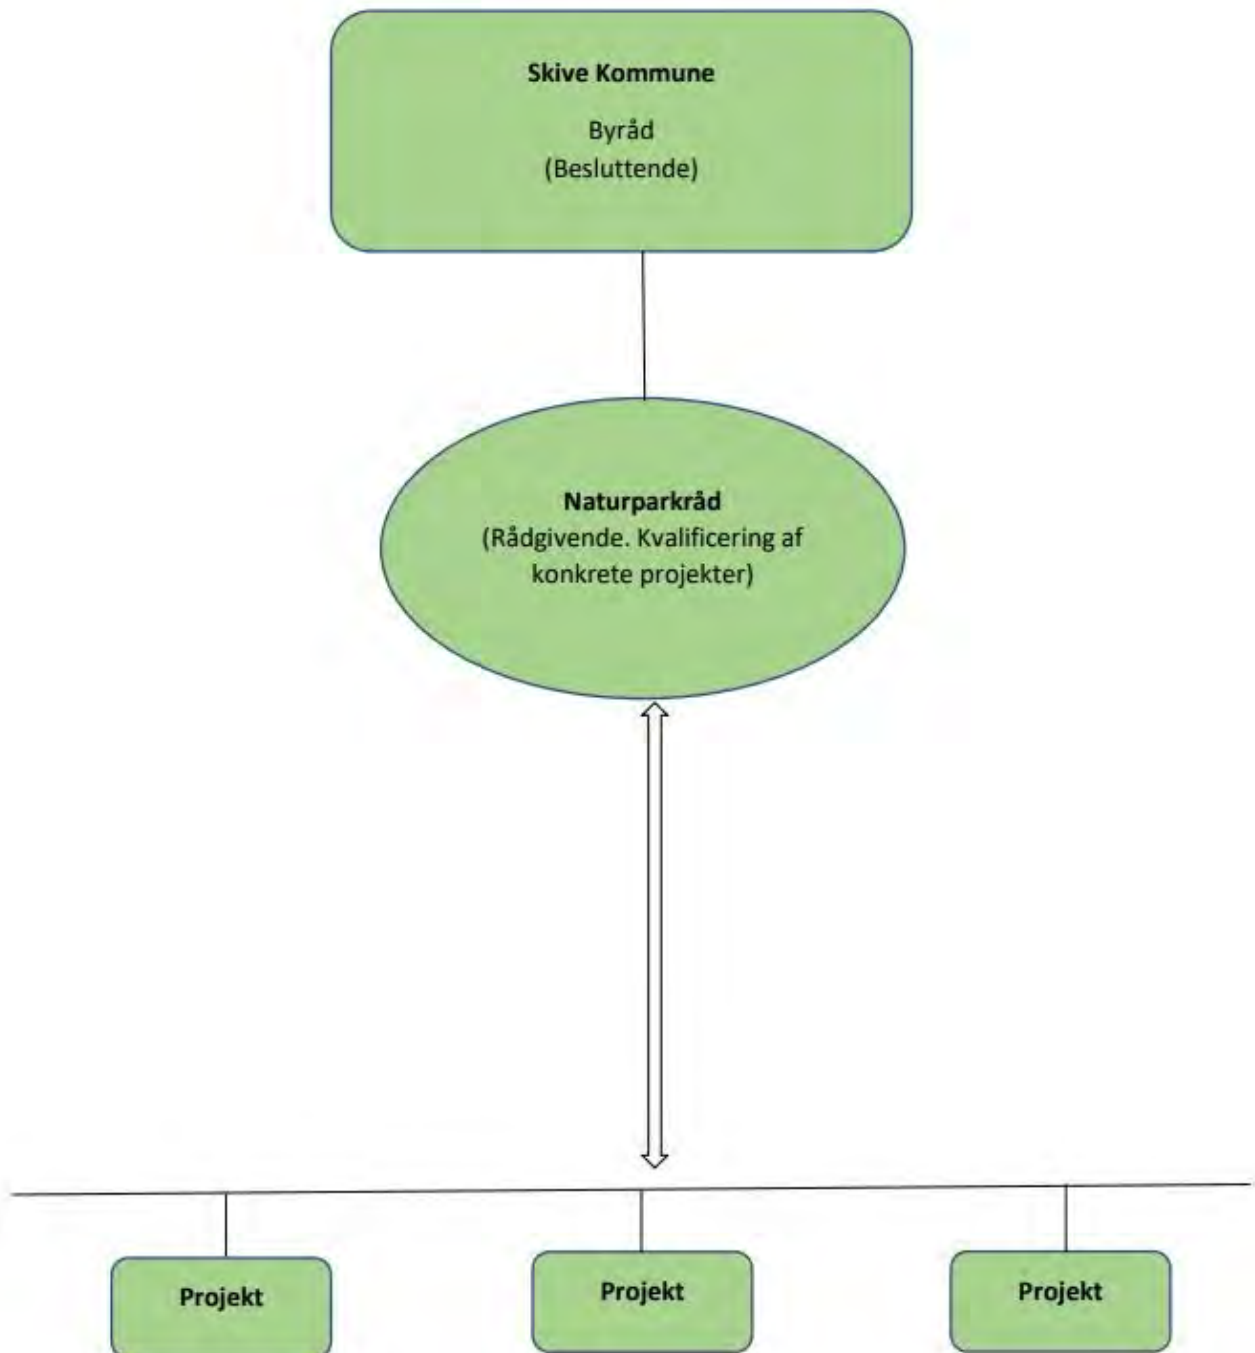 Skive Kommune
Byråd
(Besluttende)
Naturparkråd
(Rådgivende. Kvalificering af
konkrete projekter)
Projekt
Projekt
Projekt